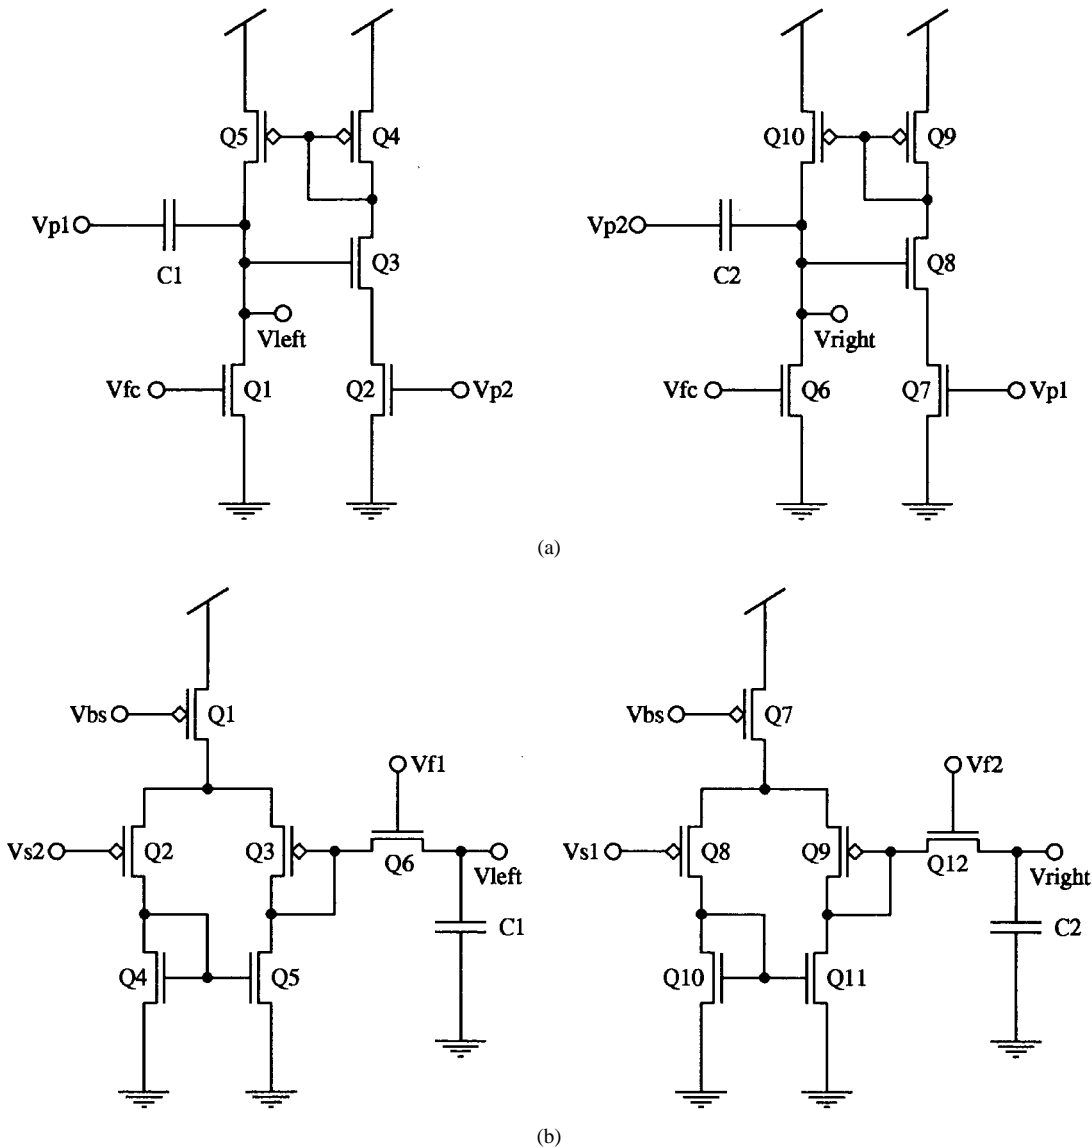 Q5
Q4
Q10
Q9
Vp1
C1
Q3
Vp2
C2
Q8
Vleft
Vright
Vfc
Q1
Q2
Vp2
Vfc
Q6
Q7
Vp1
(a)
Vbs
Q1
Vbs
Q7
Vf1
Vf2
Vs2
Q2
Q3
Q6
Vleft
Vs1
Q8
Q9
Q12
Vright
C1
C2
Q4
Q5
Q10
Q11
(b)